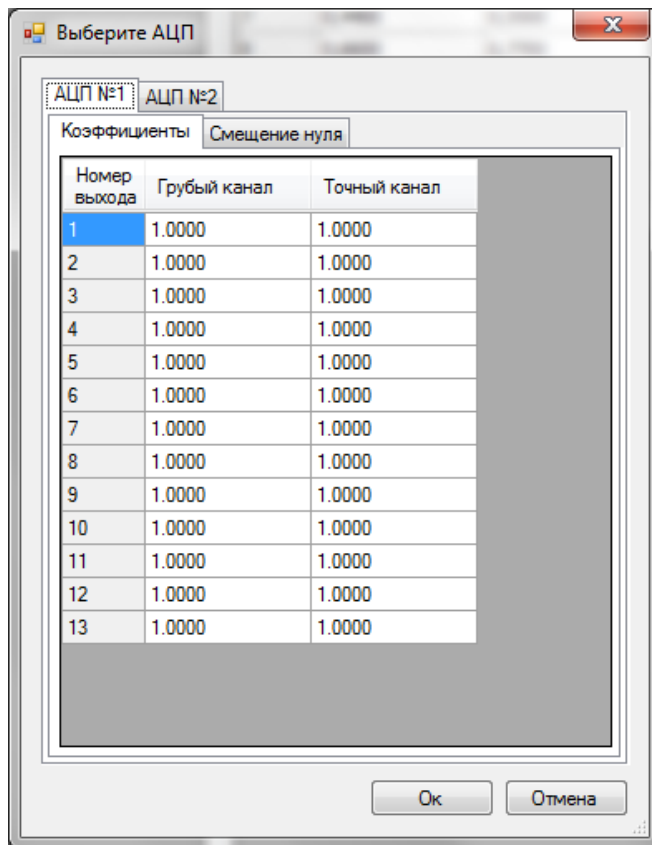 Выберите АЦП
АЦП №1 АЦП №2
Коэффициенты Смещение нуля
Номер выхода Грубый канал Точный канал
1 1.0000 1.0000
2 1.0000 1.0000
3 1.0000 1.0000
4 1.0000 1.0000
5 1.0000 1.0000
6 1.0000 1.0000
7 1.0000 1.0000
8 1.0000 1.0000
9 1.0000 1.0000
10 1.0000 1.0000
11 1.0000 1.0000
12 1.0000 1.0000
13 1.0000 1.0000
Ок Отмена